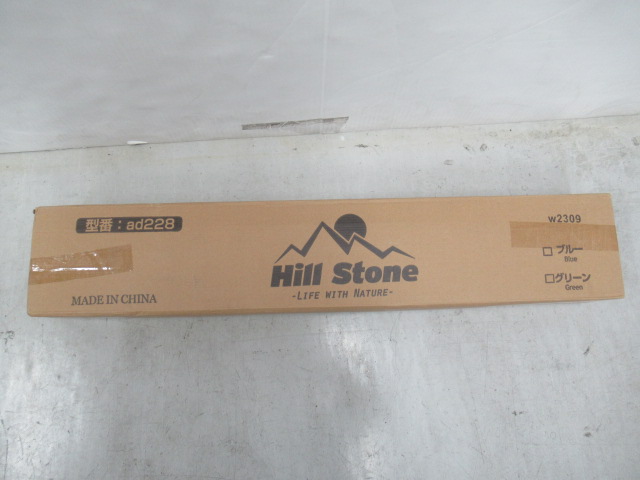 型番：ad228
MADE IN CHINA
Hill Stone
-LIFE WITH NATURE-
w2309
ブルー
Blue
グリーン
Green